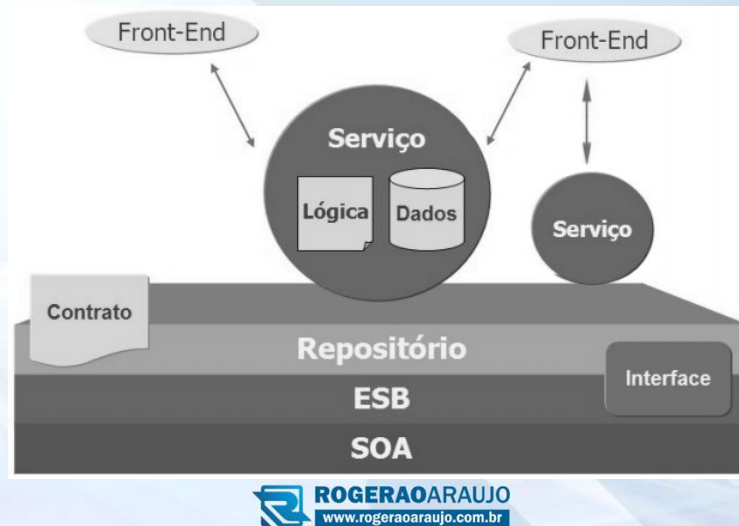 Front-End
Front-End
Serviço
Lógica
Dados
Serviço
Contrato
Repositório
Interface
ESB
SOA
ROGERAOARAUJO
www.rogeraoaraujo.com.br